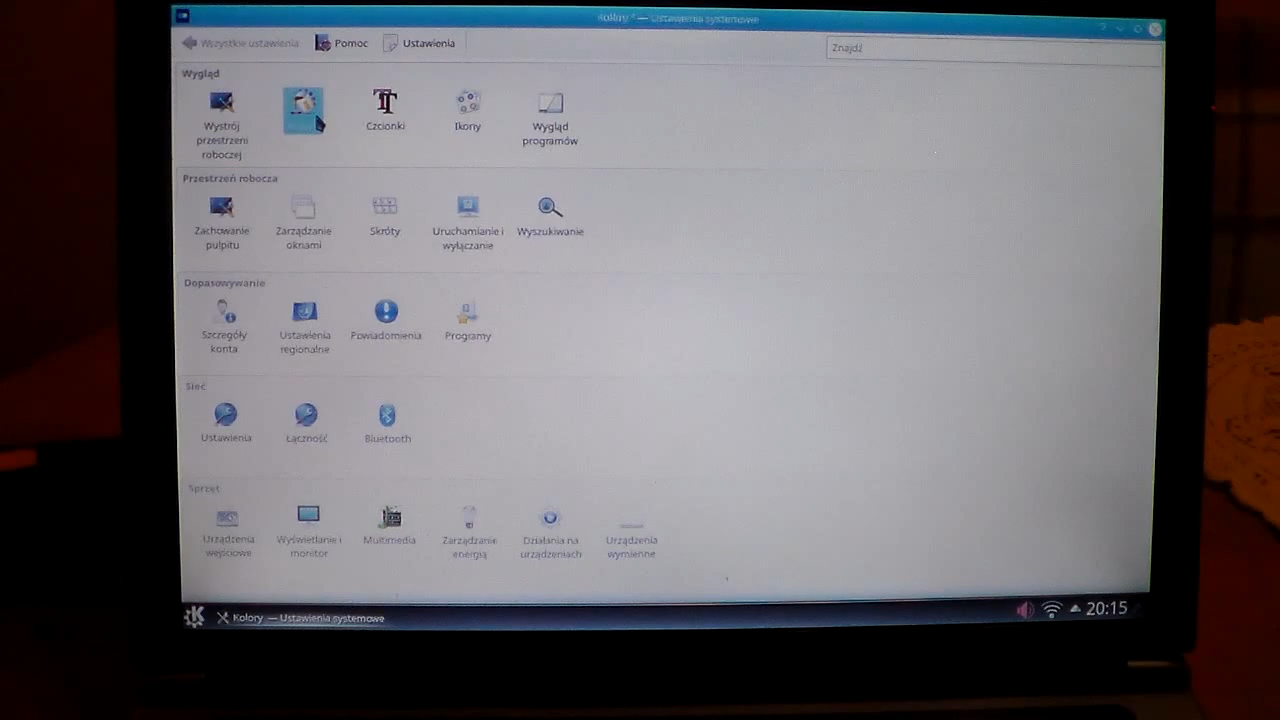 Kolory — Ustawienia systemowe
Wszystkie ustawienia
Pomoc
Ustawienia
Znajdź
Wygląd
Wystrój
przestrzeni
roboczej
Czcionki
Ikony
Wygląd
programów
Przestrzeń robocza
Zachowanie
pulpitu
Zarządzanie
oknami
Skróty
Uruchamianie i
wyłączanie
Wyszukiwanie
Dopasowywanie
Szczegóły
konta
Ustawienia
regionalne
Powiadomienia
Programy
Sieć
Ustawienia
Łączność
Bluetooth
Sprzęt
Urządzenia
wejściowe
Wyświetlanie i
monitor
Multimedia
Zarządzanie
energią
Działania na
urządzeniach
Urządzenia
wymienne
Kolory — Ustawienia systemowe
20:15